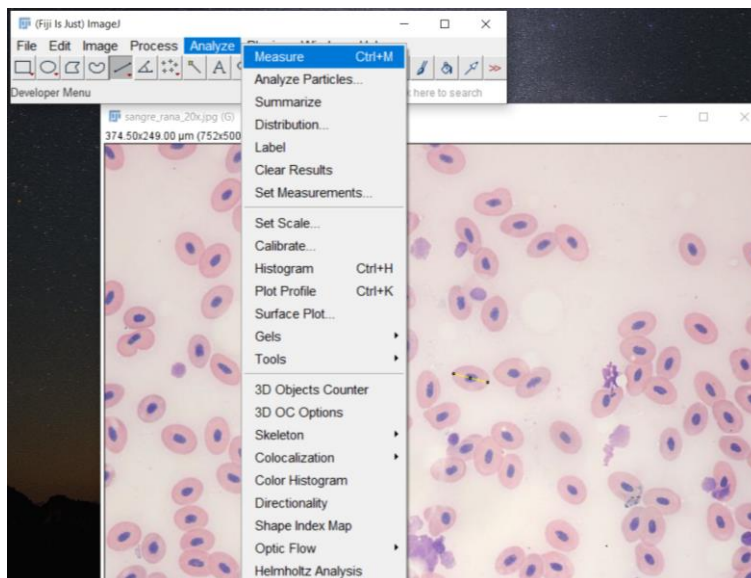 (Fiji Is Just) ImageJ
File Edit Image Process Analyze
Developer Menu
here to search
sangre_rana_20x.jpg (G)
374.50x249.00 µm (752x500
Measure Ctrl+M
Analyze Particles...
Summarize
Distribution...
Label
Clear Results
Set Measurements...
Set Scale...
Calibrate...
Histogram Ctrl+H
Plot Profile Ctrl+K
Surface Plot...
Gels
Tools
3D Objects Counter
3D OC Options
Skeleton
Colocalization
Color Histogram
Directionality
Shape Index Map
Optic Flow
Helmholtz Analysis